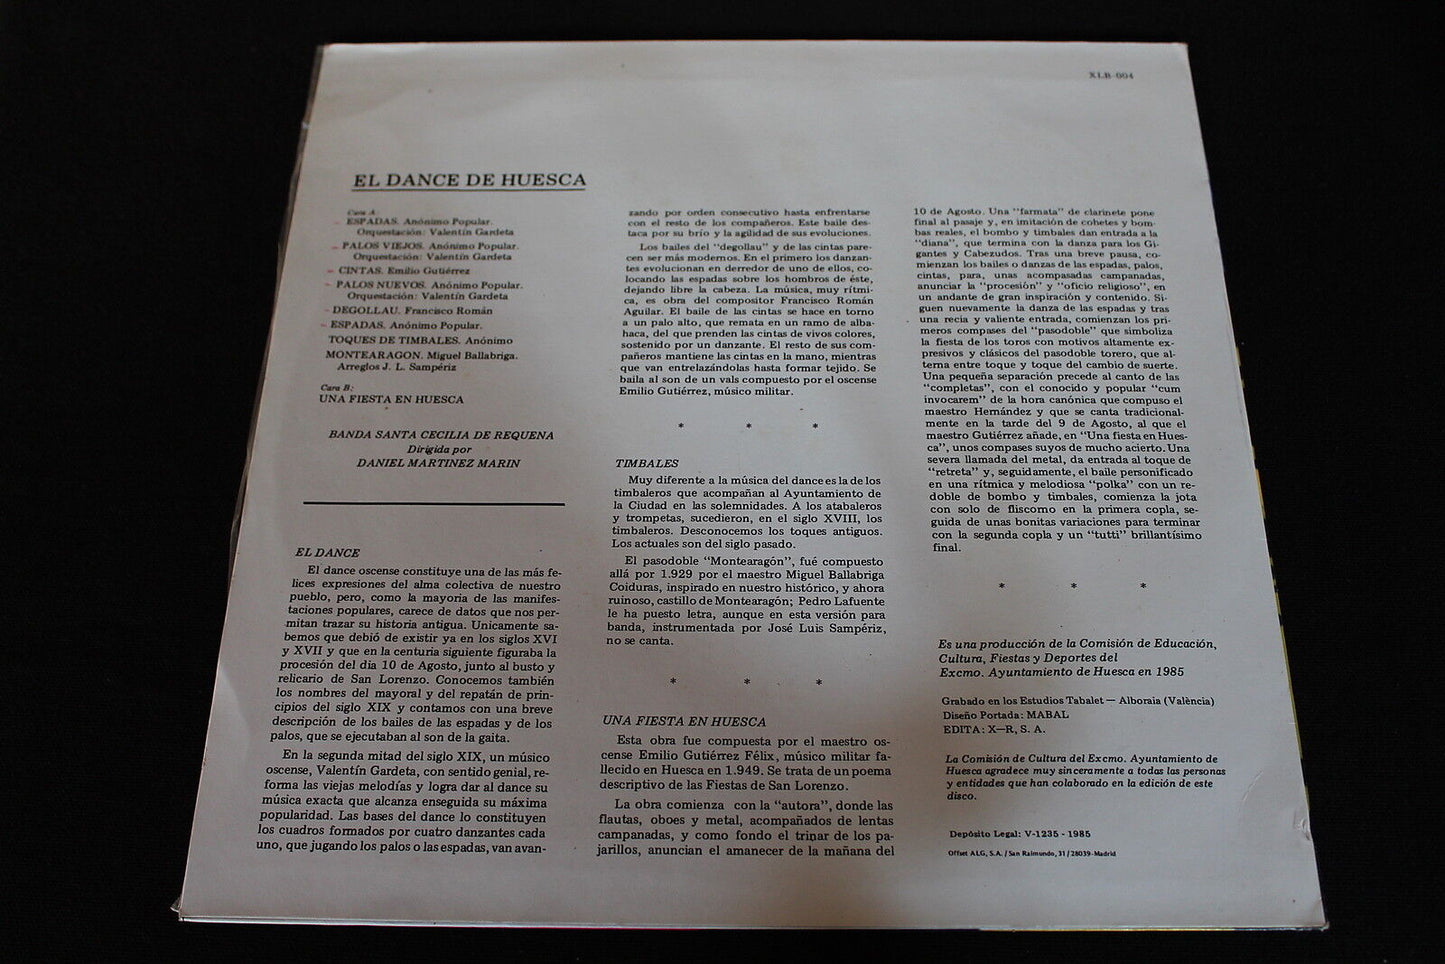 XLB-004
EL DANCE DE HUESCA
Cara A:
ESPADAS. Anónimo Popular.
Orquestación: Valentín Gardeta
PALOS VIEJOS. Anónimo Popular.
Orquestación: Valentín Gardeta
CINTAS. Emilio Gutiérrez
PALOS NUEVOS. Anónimo Popular.
Orquestación: Valentín Gardeta
DEGOLLAU. Francisco Román
ESPADAS. Anónimo Popular.
TOQUES DE TIMBALES. Anónimo
MONTEARAGON. Miguel Ballabriga.
Arreglos J. L. Sampériz
Cara B:
UNA FIESTA EN HUESCA
BANDA SANTA CECILIA DE REQUENA
Dirigida por
DANIEL MARTINEZ MARIN
EL DANCE
El dance oscense constituye una de las más fe-
lices expresiones del alma colectiva de nuestro
pueblo, pero, como la mayoría de las manifes-
taciones populares, carece de datos que nos per-
mitan trazar su historia antigua. Unicamente sa-
bemos que debió de existir ya en los siglos XVI
y XVII y que en la centuria siguiente figuraba la
procesión del dia 10 de Agosto, junto al busto y
relicario de San Lorenzo. Conocemos también
los nombres del mayoral y del repatán de prin-
cipios del siglo XIX y contamos con una breve
descripción de los bailes de las espadas y de los
palos, que se ejecutaban al son de la gaita.
En la segunda mitad del siglo XIX, un músico
oscense, Valentín Gardeta, con sentido genial, re-
forma las viejas melodías y logra dar al dance su
música exacta que alcanza enseguida su máxima
popularidad. Las bases del dance lo constituyen
los cuadros formados por cuatro danzantes cada
uno, que jugando los palos o las espadas, van avan-
zando por orden consecutivo hasta enfrentarse
con el resto de los compañeros. Este baile des-
taca por su brío y la agilidad de sus evoluciones.
Los bailes del "degollau" y de las cintas pare-
cen ser más modernos. En el primero los danzan-
tes evolucionan en derredor de uno de ellos, co-
locando las espadas sobre los hombros de éste,
dejando libre la cabeza. La música, muy rítmi-
ca, es obra del compositor Francisco Román
Aguilar. El baile de las cintas se hace en torno
a un palo alto, que remata en un ramo de alba-
haca, del que prenden las cintas de vivos colores,
sostenido por un danzante. El resto de sus com-
pañeros mantiene las cintas en la mano, mientras
que van entrelazándolas hasta formar tejido. Se
baila al son de un vals compuesto por el oscense
Emilio Gutiérrez, músico militar.
* * *
TIMBALES
Muy diferente a la música del dance es la de los
timbaleros que acompañan al Ayuntamiento de
la Ciudad en las solemnidades. A los atabaleros
y trompetas, sucedieron, en el siglo XVIII, los
timbaleros. Desconocemos los toques antiguos.
Los actuales son del siglo pasado.
El pasodoble "Montearagón", fué compuesto
allá por 1.929 por el maestro Miguel Ballabriga
Coiduras, inspirado en nuestro histórico, y ahora
ruinoso, castillo de Montearagón; Pedro Lafuente
le ha puesto letra, aunque en esta versión para
banda, instrumentada por José Luis Sampériz,
no se canta.
* * *
UNA FIESTA EN HUESCA
Esta obra fue compuesta por el maestro os-
cense Emilio Gutiérrez Félix, músico militar fa-
llecido en Huesca en 1.949. Se trata de un poema
descriptivo de las Fiestas de San Lorenzo.
La obra comienza con la "autora", donde las
flautas, oboes y metal, acompañados de lentas
campanadas, y como fondo el trinar de los pa-
jarillos, anuncian el amanecer de la mañana del
10 de Agosto. Una "farmata" de clarinete pone
final al pasaje y, en imitación de cohetes y bom-
bas reales, el bombo y timbales dan entrada a la
"diana", que termina con la danza para los Gi-
gantes y Cabezudos. Tras una breve pausa, co-
mienzan los bailes o danzas de las espadas, palos,
cintas, para, unas acompasadas campanadas,
anunciar la "procesión" y "oficio religioso", en
un andante de gran inspiración y contenido. Si-
guen nuevamente la danza de las espadas y tras
una recia y valiente entrada, comienzan los pri-
meros compases del "pasodoble" que simboliza
la fiesta de los toros con motivos altamente ex-
presivos y clásicos del pasodoble torero, que al-
terna entre toque y toque del cambio de suerte.
Una pequeña separación precede al canto de las
"completas", con el conocido y popular "cum
invocarem" de la hora canónica que compuso el
maestro Hernández y que se canta tradicional-
mente en la tarde del 9 de Agosto, al que el
maestro Gutiérrez añade, en "Una fiesta en Hues-
ca", unos compases suyos de mucho acierto. Una
severa llamada del metal, da entrada al toque de
"retreta" y, seguidamente, el baile personificado
en una rítmica y melodiosa "polka" con un re-
doble de bombo y timbales, comienza la jota
con solo de fliscorno en la primera copla, se-
guida de unas bonitas variaciones para terminar
con la segunda copla y un "tutti" brillantísimo
final.
* * *
Es una producción de la Comisión de Educación,
Cultura, Fiestas y Deportes del
Excmo. Ayuntamiento de Huesca en 1985
Grabado en los Estudios Tabalet — Alboraia (València)
Diseño Portada: MABAL
EDITA: X—R, S. A.
La Comisión de Cultura del Excmo. Ayuntamiento de
Huesca agradece muy sinceramente a todas las personas
y entidades que han colaborado en la edición de este
disco.
Depósito Legal: V-1235 - 1985
Offset ALG, S.A. / San Raimundo, 31 / 28039-Madrid